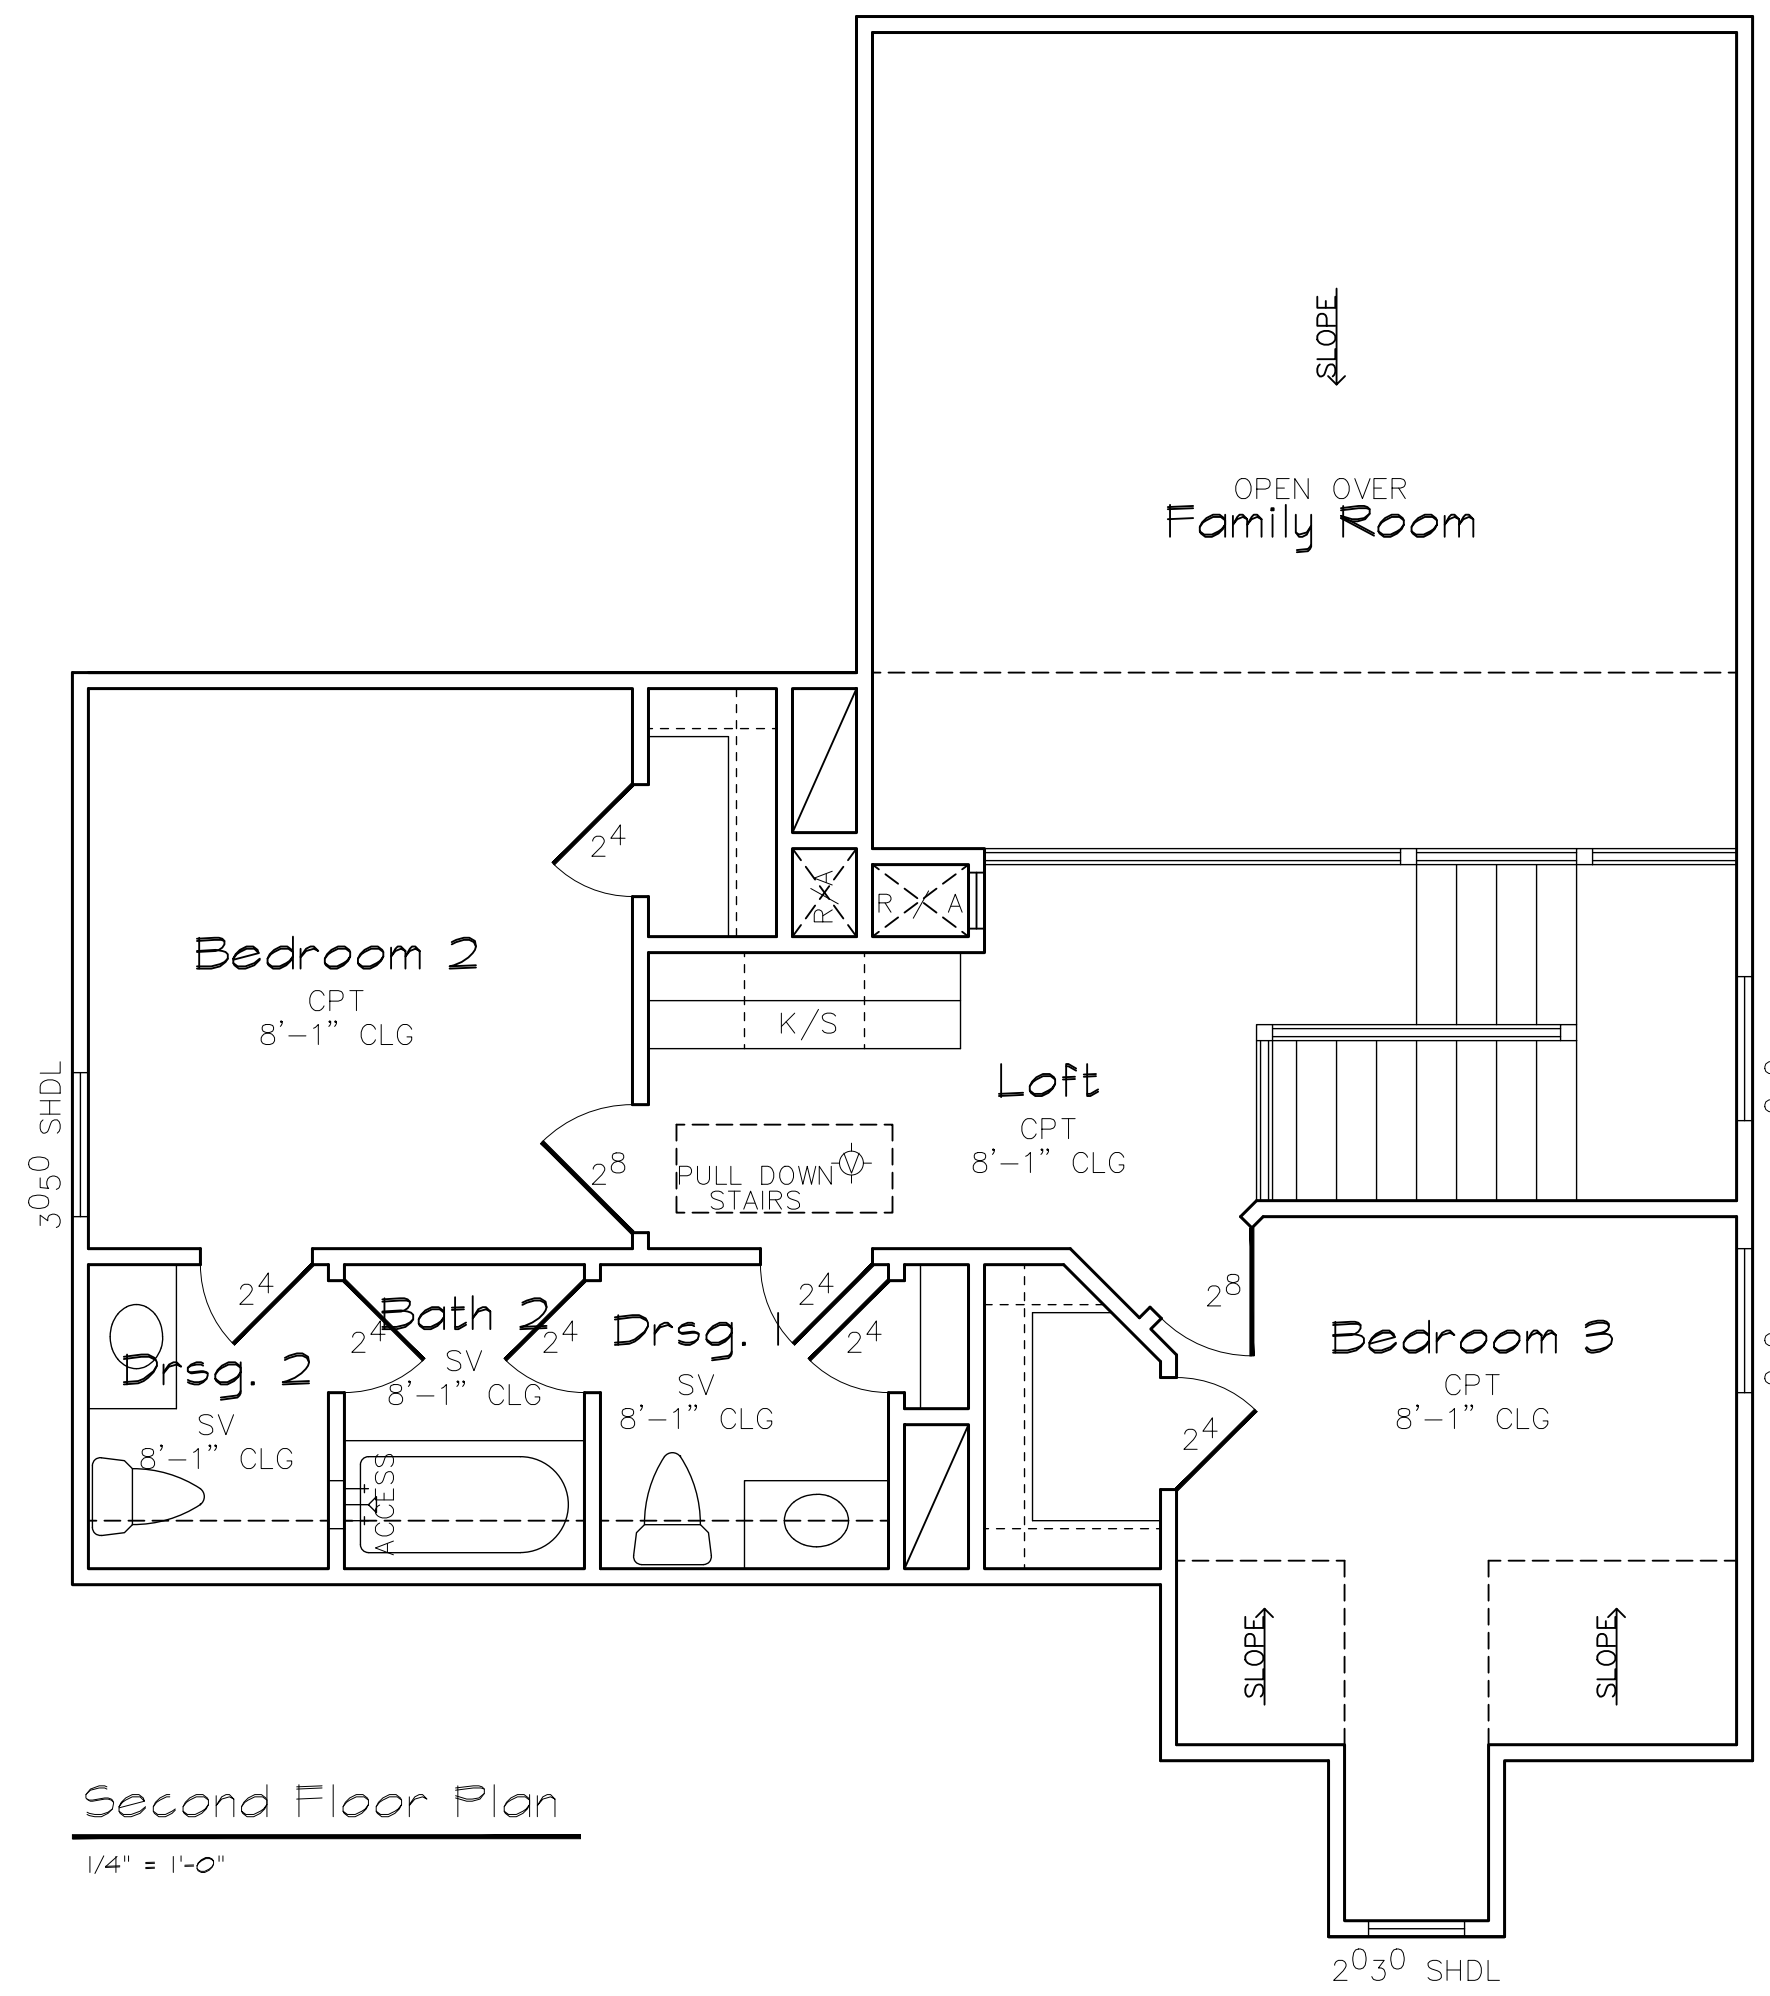 SLOPE
OPEN OVER
Family Room
2⁴
R/A
R / A
Bedroom 2
CPT
8'-1" CLG
K/S
Loft
CPT
8'-1" CLG
3⁰5⁰ SHDL
2⁸
PULL DOWN
STAIRS
V
2⁴
Bath 2
SV
8'-1" CLG
2⁴
2⁴
2⁴
2⁴
Drsg. 1
SV
8'-1" CLG
Drsg. 2
SV
8'-1" CLG
2⁸
Bedroom 3
CPT
8'-1" CLG
2⁴
ACCESS
SLOPE
SLOPE
Second Floor Plan
1/4" = 1'-0"
2⁰3⁰ SHDL